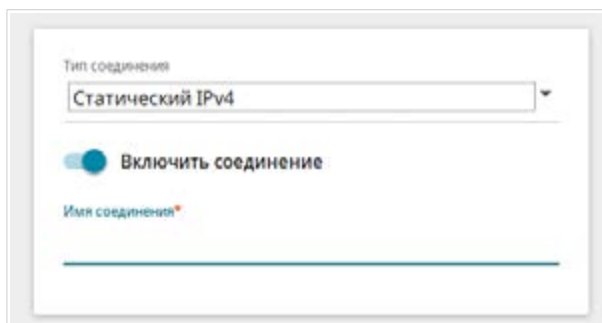 Тип соединения
Статический IPv4
Включить соединение
Имя соединения*